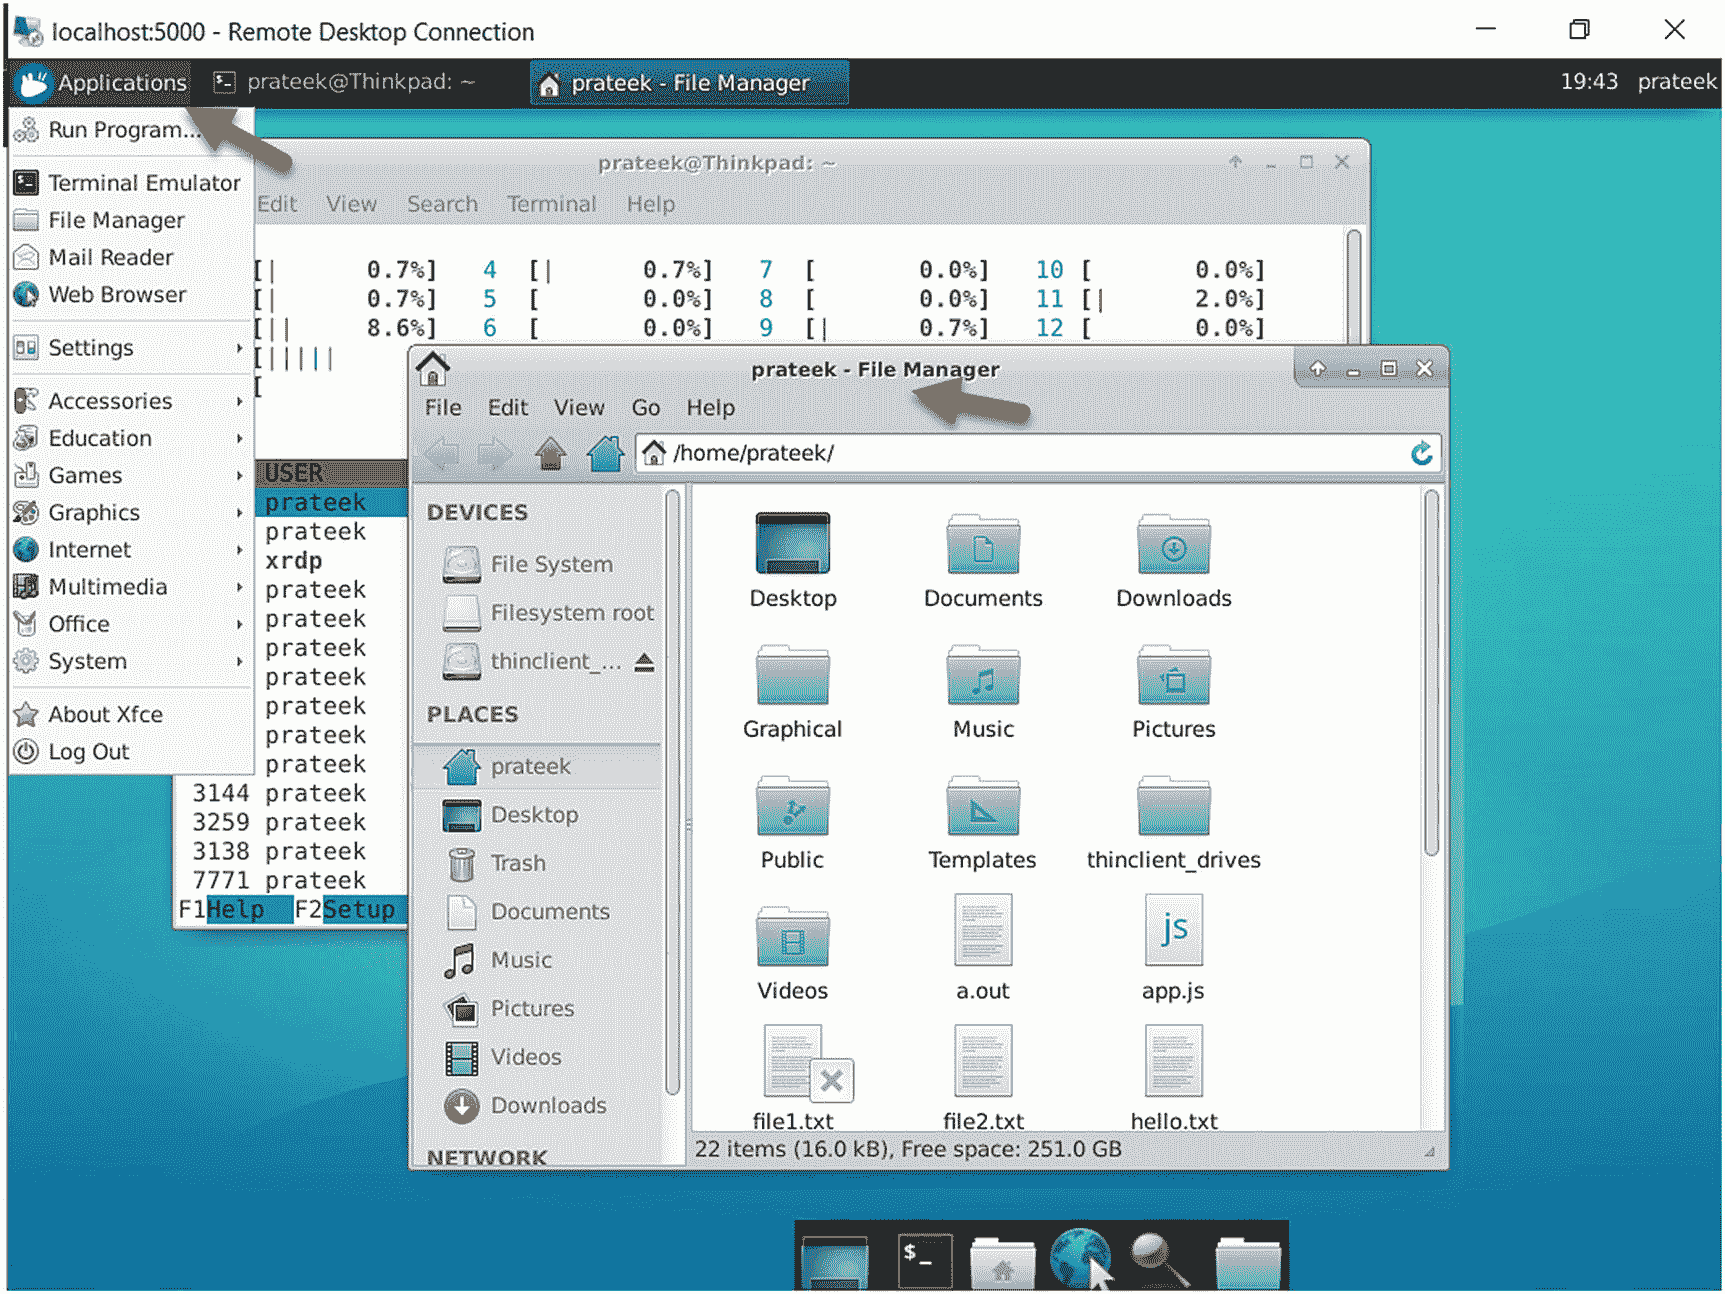 localhost:5000 - Remote Desktop Connection
Applications prateek@Thinkpad: ~ prateek - File Manager 19:43 prateek
Run Program...
Terminal Emulator
File Manager
Mail Reader
Web Browser
Settings
Accessories
Education
Games
Graphics
Internet
Multimedia
Office
System
About Xfce
Log Out
prateek@Thinkpad: ~
Edit View Search Terminal Help
[| 0.7%] 4 [| 0.7%] 7 [ 0.0%] 10 [ 0.0%]
[| 0.7%] 5 [ 0.0%] 8 [ 0.0%] 11 [| 2.0%]
[|| 8.6%] 6 [ 0.0%] 9 [| 0.7%] 12 [ 0.0%]
[|||||
[
USER
prateek
prateek
xrdp
prateek
prateek
prateek
prateek
prateek
prateek
prateek
3144 prateek
3259 prateek
3138 prateek
7771 prateek
F1Help F2Setup
prateek - File Manager
File Edit View Go Help
/home/prateek/
DEVICES
File System
Filesystem root
thinclient_...
PLACES
prateek
Desktop
Trash
Documents
Music
Pictures
Videos
Downloads
NETWORK
Desktop Documents Downloads
Graphical Music Pictures
Public Templates thinclient_drives
js
Videos a.out app.js
file1.txt file2.txt hello.txt
22 items (16.0 kB), Free space: 251.0 GB
$_